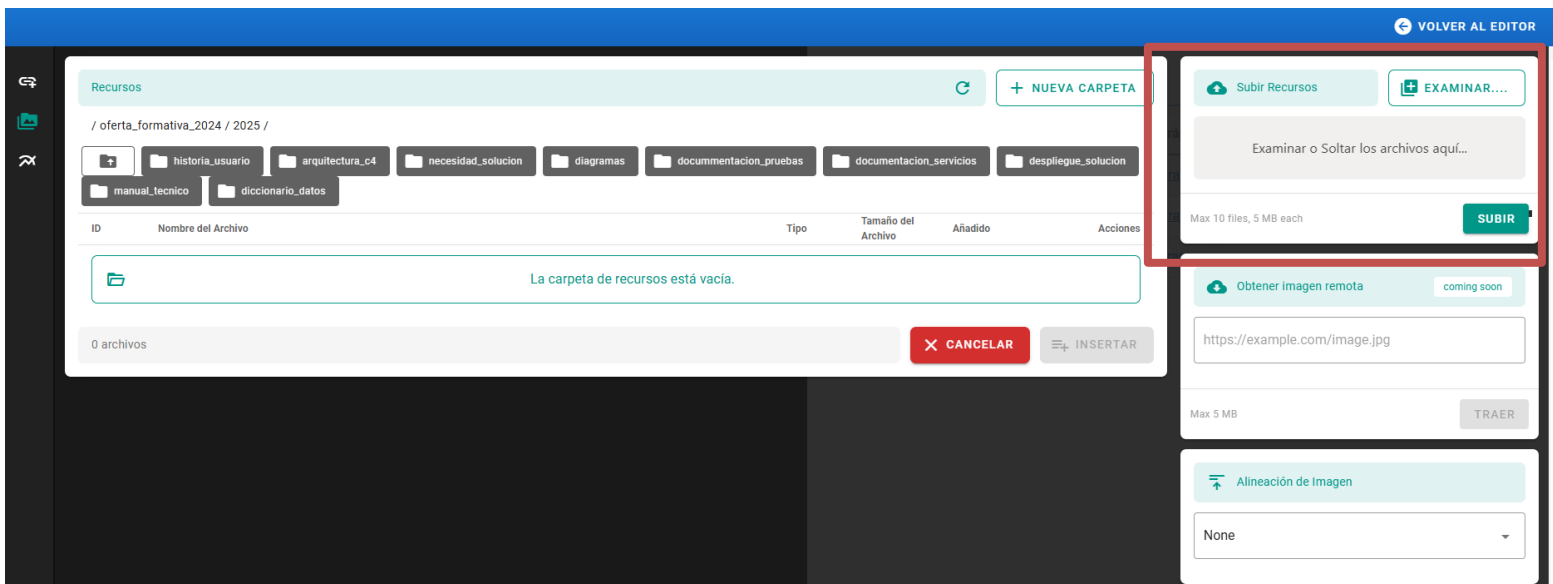 VOLVER AL EDITOR
Recursos
+ NUEVA CARPETA
/ oferta_formativa_2024 / 2025 /
historia_usuario
arquitectura_c4
necesidad_solucion
diagramas
docummentacion_pruebas
documentacion_servicios
despliegue_solucion
manual_tecnico
diccionario_datos
ID
Nombre del Archivo
Tipo
Tamaño del
Archivo
Añadido
Acciones
La carpeta de recursos está vacía.
0 archivos
CANCELAR
INSERTAR
Subir Recursos
EXAMINAR....
Examinar o Soltar los archivos aquí...
Max 10 files, 5 MB each
SUBIR
Obtener imagen remota
coming soon
https://example.com/image.jpg
Max 5 MB
TRAER
Alineación de Imagen
None